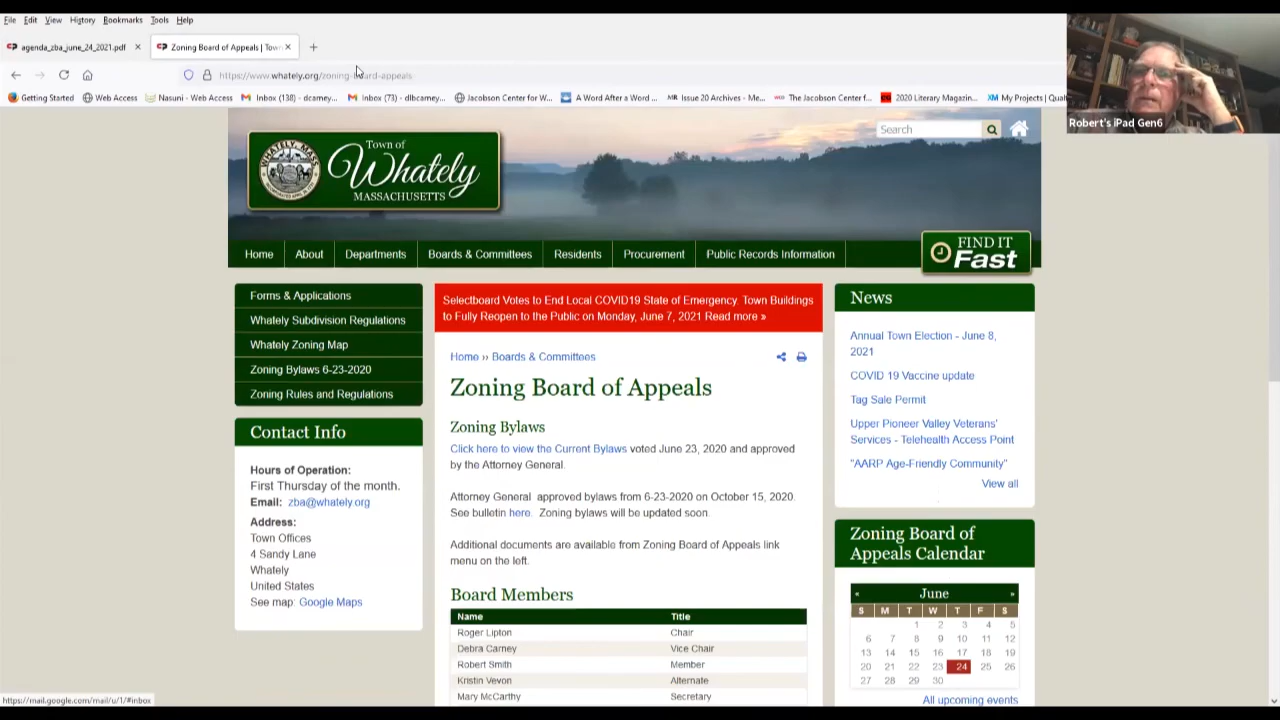 File Edit View History Bookmarks Tools Help
agenda_zba_june_24_2021.pdf
Zoning Board of Appeals | Town
https://www.whately.org/zoning-board-appeals
Getting Started Web Access Nasuni - Web Access Inbox (138) - dcarney... Inbox (73) - dlbcarney... Jacobson Center for W... A Word After a Word ... Issue 20 Archives - Me... The Jacobson Center f... 2020 Literary Magazin... My Projects | Qual
Robert's iPad Gen6
Town of
Whately
MASSACHUSETTS
Search
Home About Departments Boards & Committees Residents Procurement Public Records Information
FIND IT
Fast
Forms & Applications
Whately Subdivision Regulations
Whately Zoning Map
Zoning Bylaws 6-23-2020
Zoning Rules and Regulations
Contact Info
Hours of Operation:
First Thursday of the month.
Email: zba@whately.org
Address:
Town Offices
4 Sandy Lane
Whately
United States
See map: Google Maps
Selectboard Votes to End Local COVID19 State of Emergency. Town Buildings
to Fully Reopen to the Public on Monday, June 7, 2021 Read more »
Home ›› Boards & Committees
Zoning Board of Appeals
Zoning Bylaws
Click here to view the Current Bylaws voted June 23, 2020 and approved
by the Attorney General.
Attorney General approved bylaws from 6-23-2020 on October 15, 2020.
See bulletin here. Zoning bylaws will be updated soon.
Additional documents are available from Zoning Board of Appeals link
menu on the left.
Board Members
Name Title
Roger Lipton Chair
Debra Carney Vice Chair
Robert Smith Member
Kristin Vevon Alternate
Mary McCarthy Secretary
News
Annual Town Election - June 8,
2021
COVID 19 Vaccine update
Tag Sale Permit
Upper Pioneer Valley Veterans'
Services - Telehealth Access Point
"AARP Age-Friendly Community"
View all
Zoning Board of
Appeals Calendar
« June »
S M T W T F S
1 2 3 4 5
6 7 8 9 10 11 12
13 14 15 16 17 18 19
20 21 22 23 24 25 26
27 28 29 30
All upcoming events
https://mail.google.com/mail/u/1/#inbox